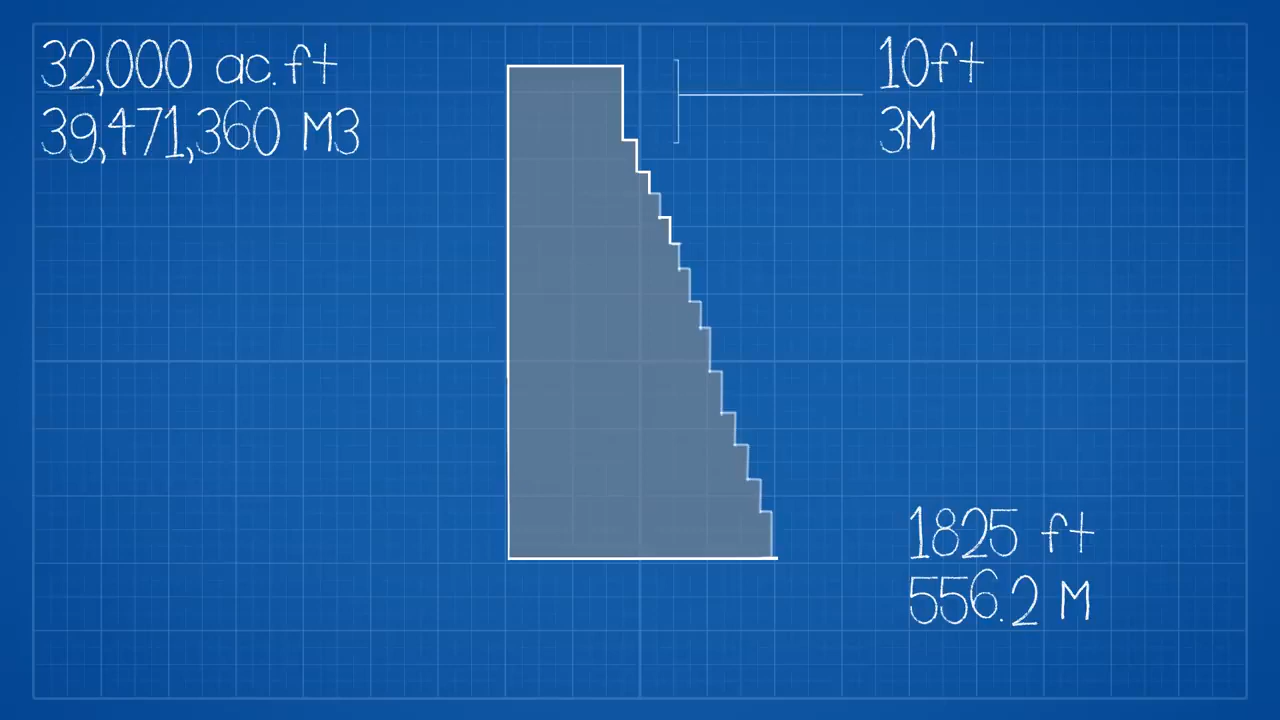 32,000 ac.ft
39,471,360 M3
10ft
3M
1825 ft
556.2 M